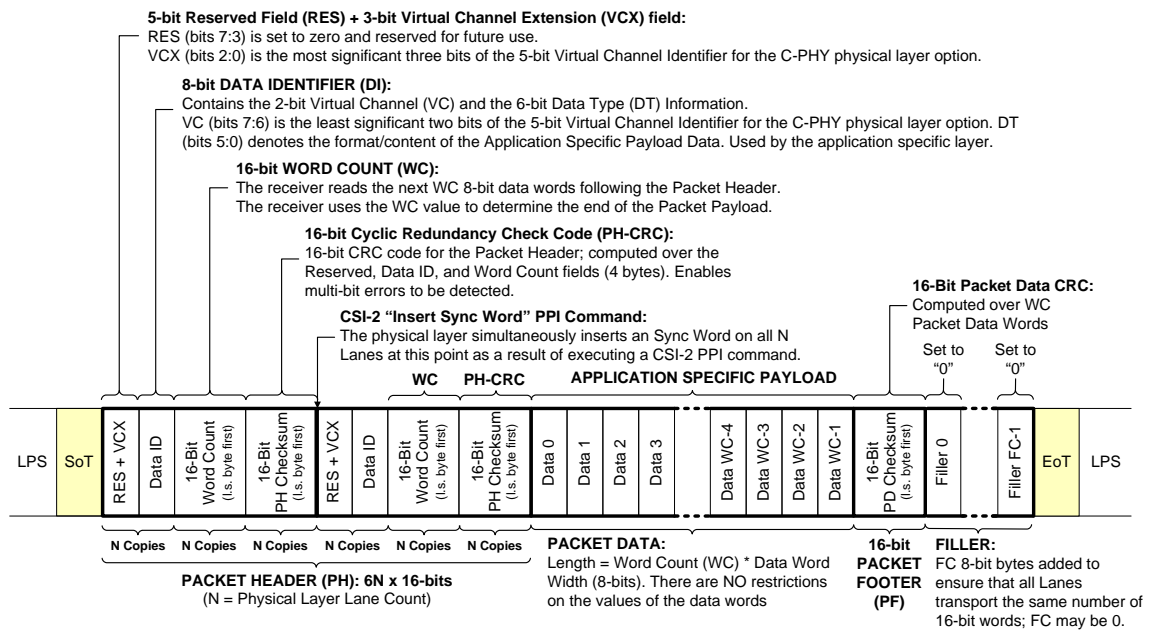 5-bit Reserved Field (RES) + 3-bit Virtual Channel Extension (VCX) field:
RES (bits 7:3) is set to zero and reserved for future use.
VCX (bits 2:0) is the most significant three bits of the 5-bit Virtual Channel Identifier for the C-PHY physical layer option.
8-bit DATA IDENTIFIER (DI):
Contains the 2-bit Virtual Channel (VC) and the 6-bit Data Type (DT) Information.
VC (bits 7:6) is the least significant two bits of the 5-bit Virtual Channel Identifier for the C-PHY physical layer option. DT
(bits 5:0) denotes the format/content of the Application Specific Payload Data. Used by the application specific layer.
16-bit WORD COUNT (WC):
The receiver reads the next WC 8-bit data words following the Packet Header.
The receiver uses the WC value to determine the end of the Packet Payload.
16-bit Cyclic Redundancy Check Code (PH-CRC):
16-bit CRC code for the Packet Header; computed over the
Reserved, Data ID, and Word Count fields (4 bytes). Enables
multi-bit errors to be detected.
16-Bit Packet Data CRC:
Computed over WC
Packet Data Words
CSI-2 “Insert Sync Word” PPI Command:
The physical layer simultaneously inserts an Sync Word on all N
Lanes at this point as a result of executing a CSI-2 PPI command.
Set to
“0”
Set to
“0”
WC
PH-CRC
APPLICATION SPECIFIC PAYLOAD
LPS
SoT
RES + VCX
Data ID
16-Bit
Word Count
(l.s. byte first)
16-Bit
PH Checksum
(l.s. byte first)
RES + VCX
Data ID
16-Bit
Word Count
(l.s. byte first)
16-Bit
PH Checksum
(l.s. byte first)
Data 0
Data 1
Data 2
Data 3
Data WC-4
Data WC-3
Data WC-2
Data WC-1
16-Bit
PD Checksum
(l.s. byte first)
Filler 0
Filler FC-1
EoT
LPS
N Copies
N Copies
N Copies
N Copies
N Copies
N Copies
PACKET HEADER (PH): 6N x 16-bits
(N = Physical Layer Lane Count)
PACKET DATA:
Length = Word Count (WC) * Data Word
Width (8-bits). There are NO restrictions
on the values of the data words
16-bit
PACKET
FOOTER
(PF)
FILLER:
FC 8-bit bytes added to
ensure that all Lanes
transport the same number of
16-bit words; FC may be 0.